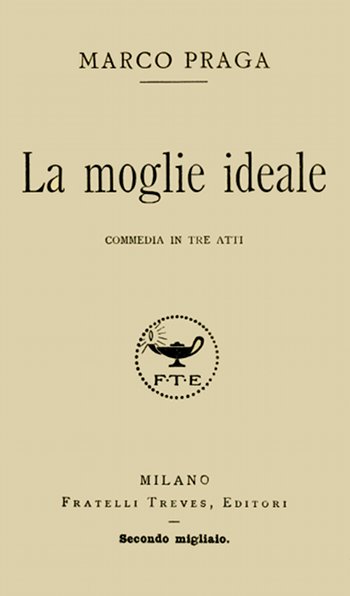 MARCO PRAGA
La moglie ideale
COMMEDIA IN TRE ATTI
F·T·E
MILANO
FRATELLI TREVES, EDITORI
Secondo migliaio.